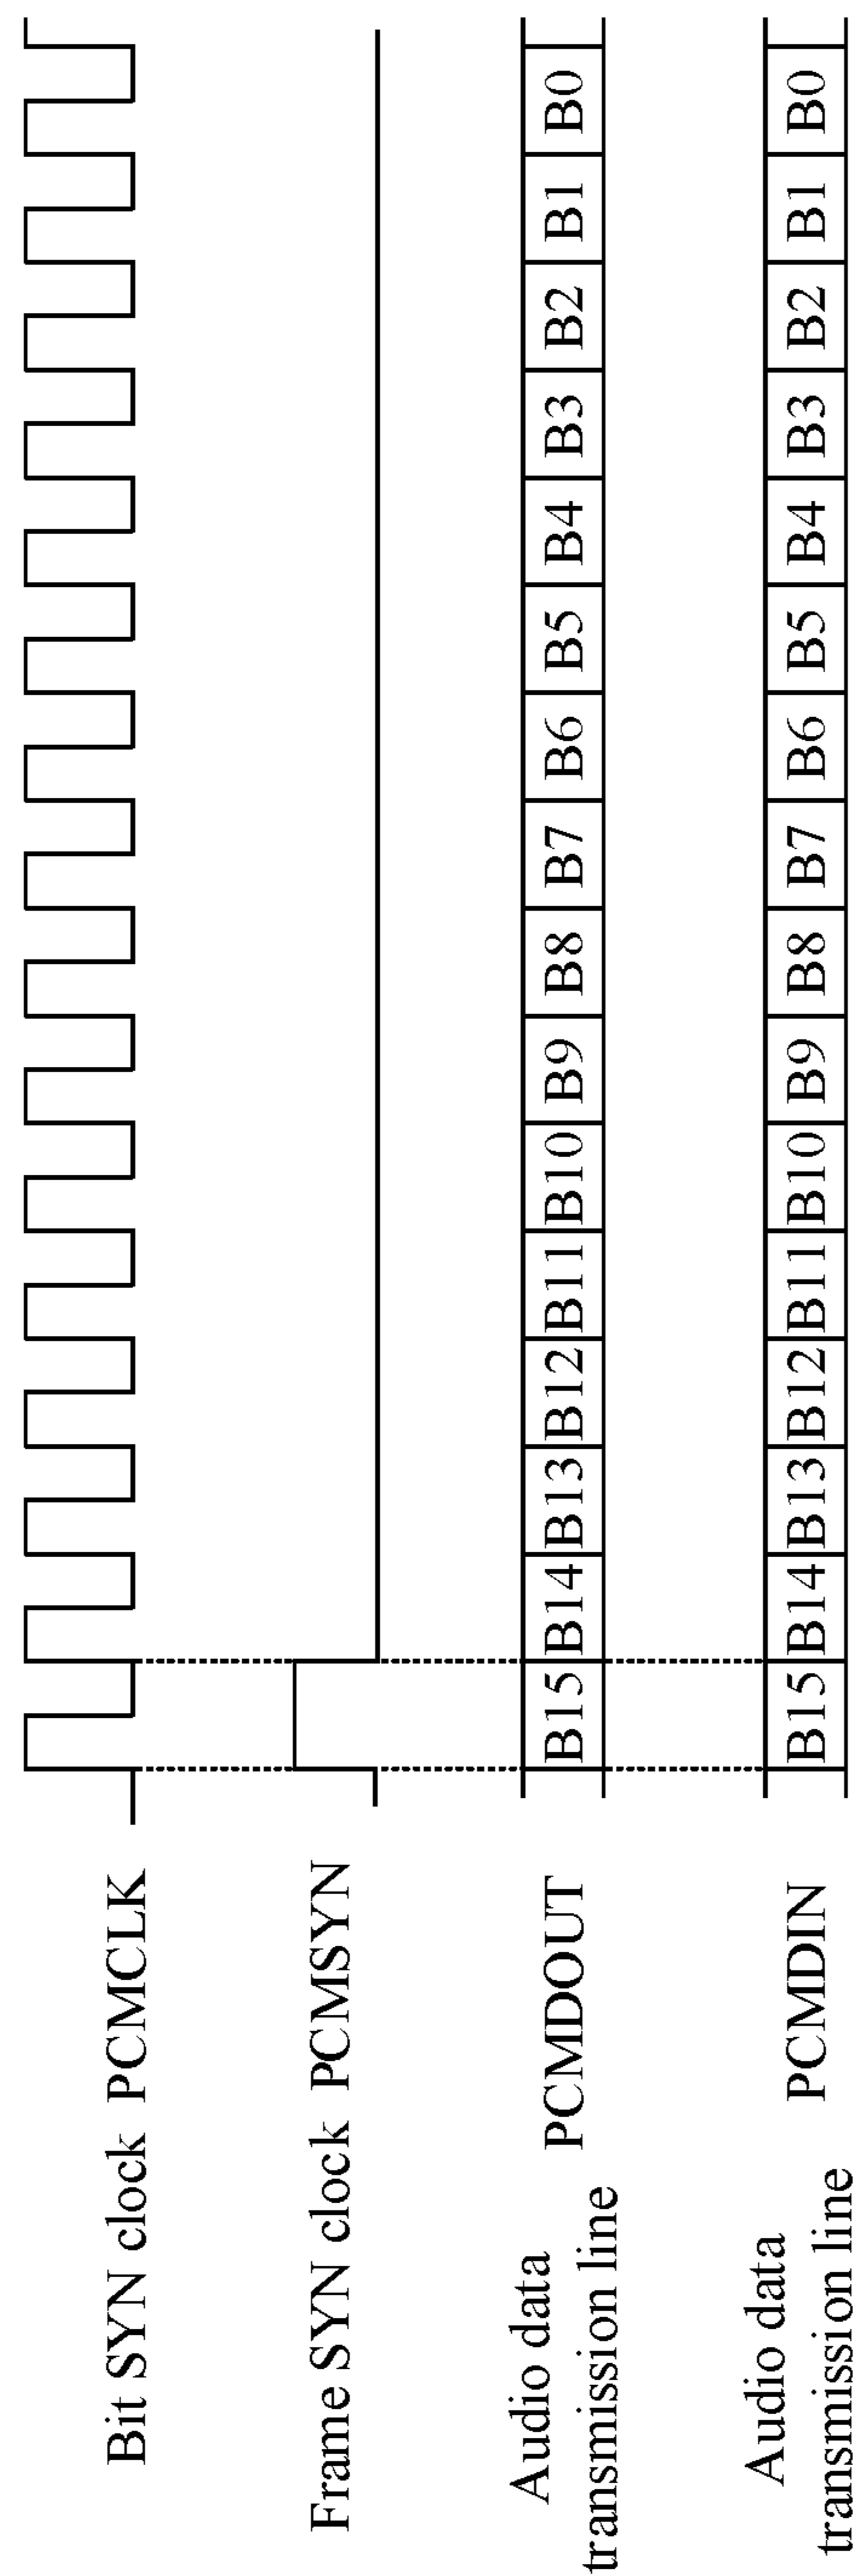 Bit SYN clock PCMCLK
Frame SYN clock PCMSYN
Audio data
transmission line
PCMDOUT
B15 B14 B13 B12 B11 B10 B9 B8 B7 B6 B5 B4 B3 B2 B1 B0
Audio data
transmission line
PCMDIN
B15 B14 B13 B12 B11 B10 B9 B8 B7 B6 B5 B4 B3 B2 B1 B0